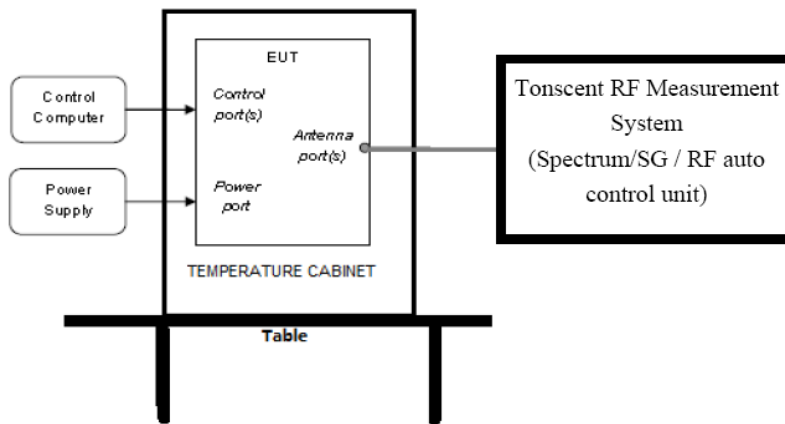 Control
Computer
Power
Supply
EUT
Control
port(s)
Antenna
port(s)
Power
port
TEMPERATURE CABINET
Table
Tonscent RF Measurement
System
(Spectrum/SG / RF auto
control unit)